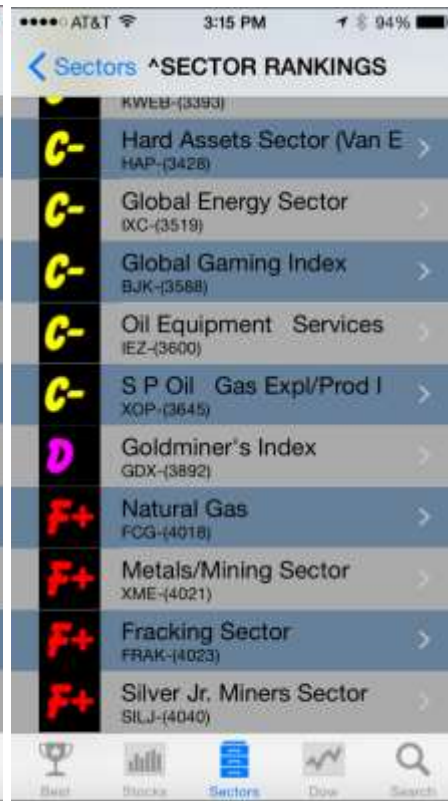 AT&T 3:15 PM 94%
Sectors ^SECTOR RANKINGS
KWEB-(3393)
C- Hard Assets Sector (Van E
HAP-(3428)
C- Global Energy Sector
IXC-(3519)
C- Global Gaming Index
BJK-(3588)
C- Oil Equipment Services
IEZ-(3600)
C- S P Oil Gas Expl/Prod I
XOP-(3645)
D Goldminer's Index
GDX-(3892)
F+ Natural Gas
FCG-(4018)
F+ Metals/Mining Sector
XME-(4021)
F+ Fracking Sector
FRAK-(4023)
F+ Silver Jr. Miners Sector
SILJ-(4040)
Best Stocks Sectors Dow Search